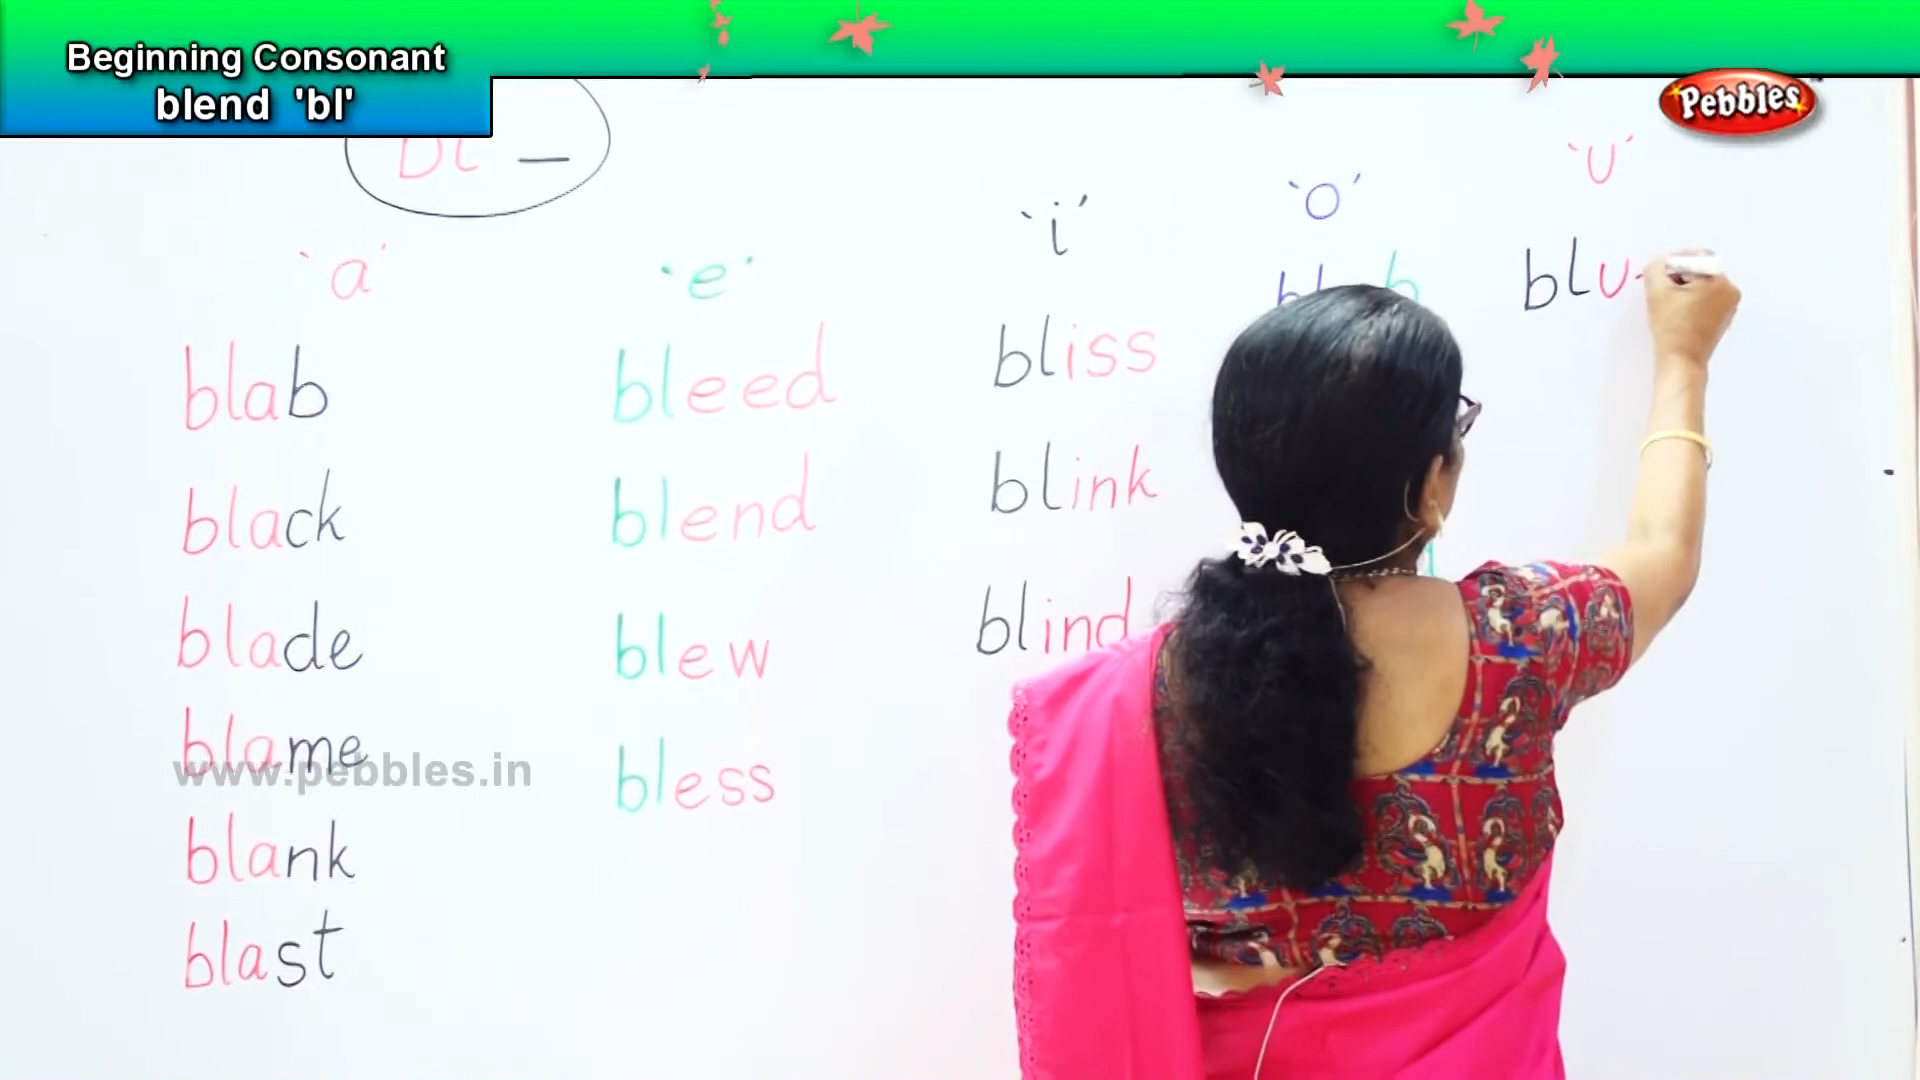 Beginning Consonant
blend 'bl'
Pebbles
bl _
'a'
blab
black
blade
blame
blank
blast
'e'
bleed
blend
blew
bless
'i'
bliss
blink
blind
'o'
'u'
blu
www.pebbles.in